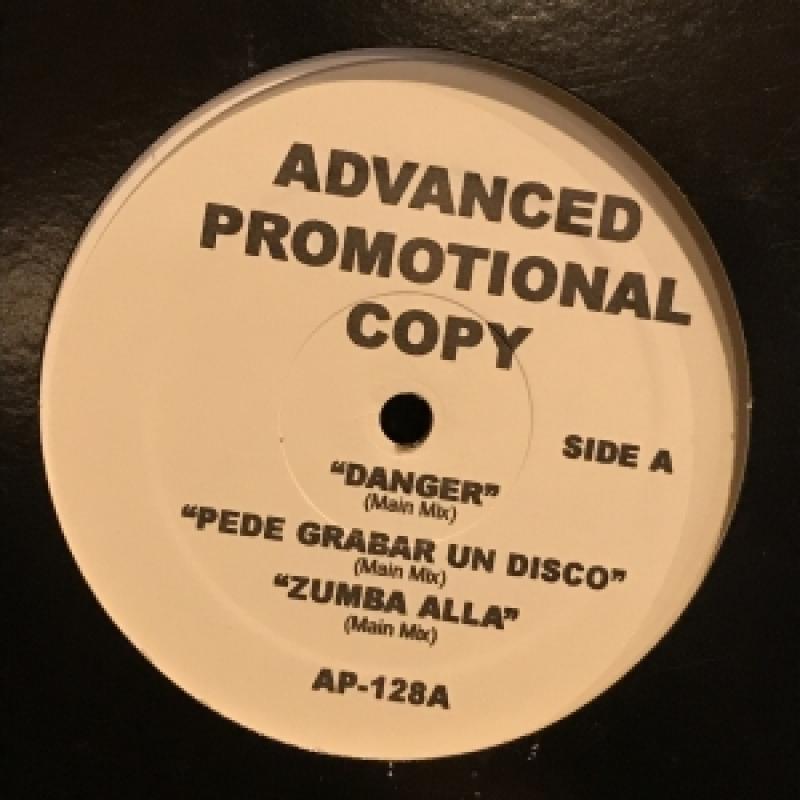 ADVANCED
PROMOTIONAL
COPY
SIDE A
“DANGER”
(Main Mix)
“PEDE GRABAR UN DISCO”
(Main Mix)
“ZUMBA ALLA”
(Main Mix)
AP-128A